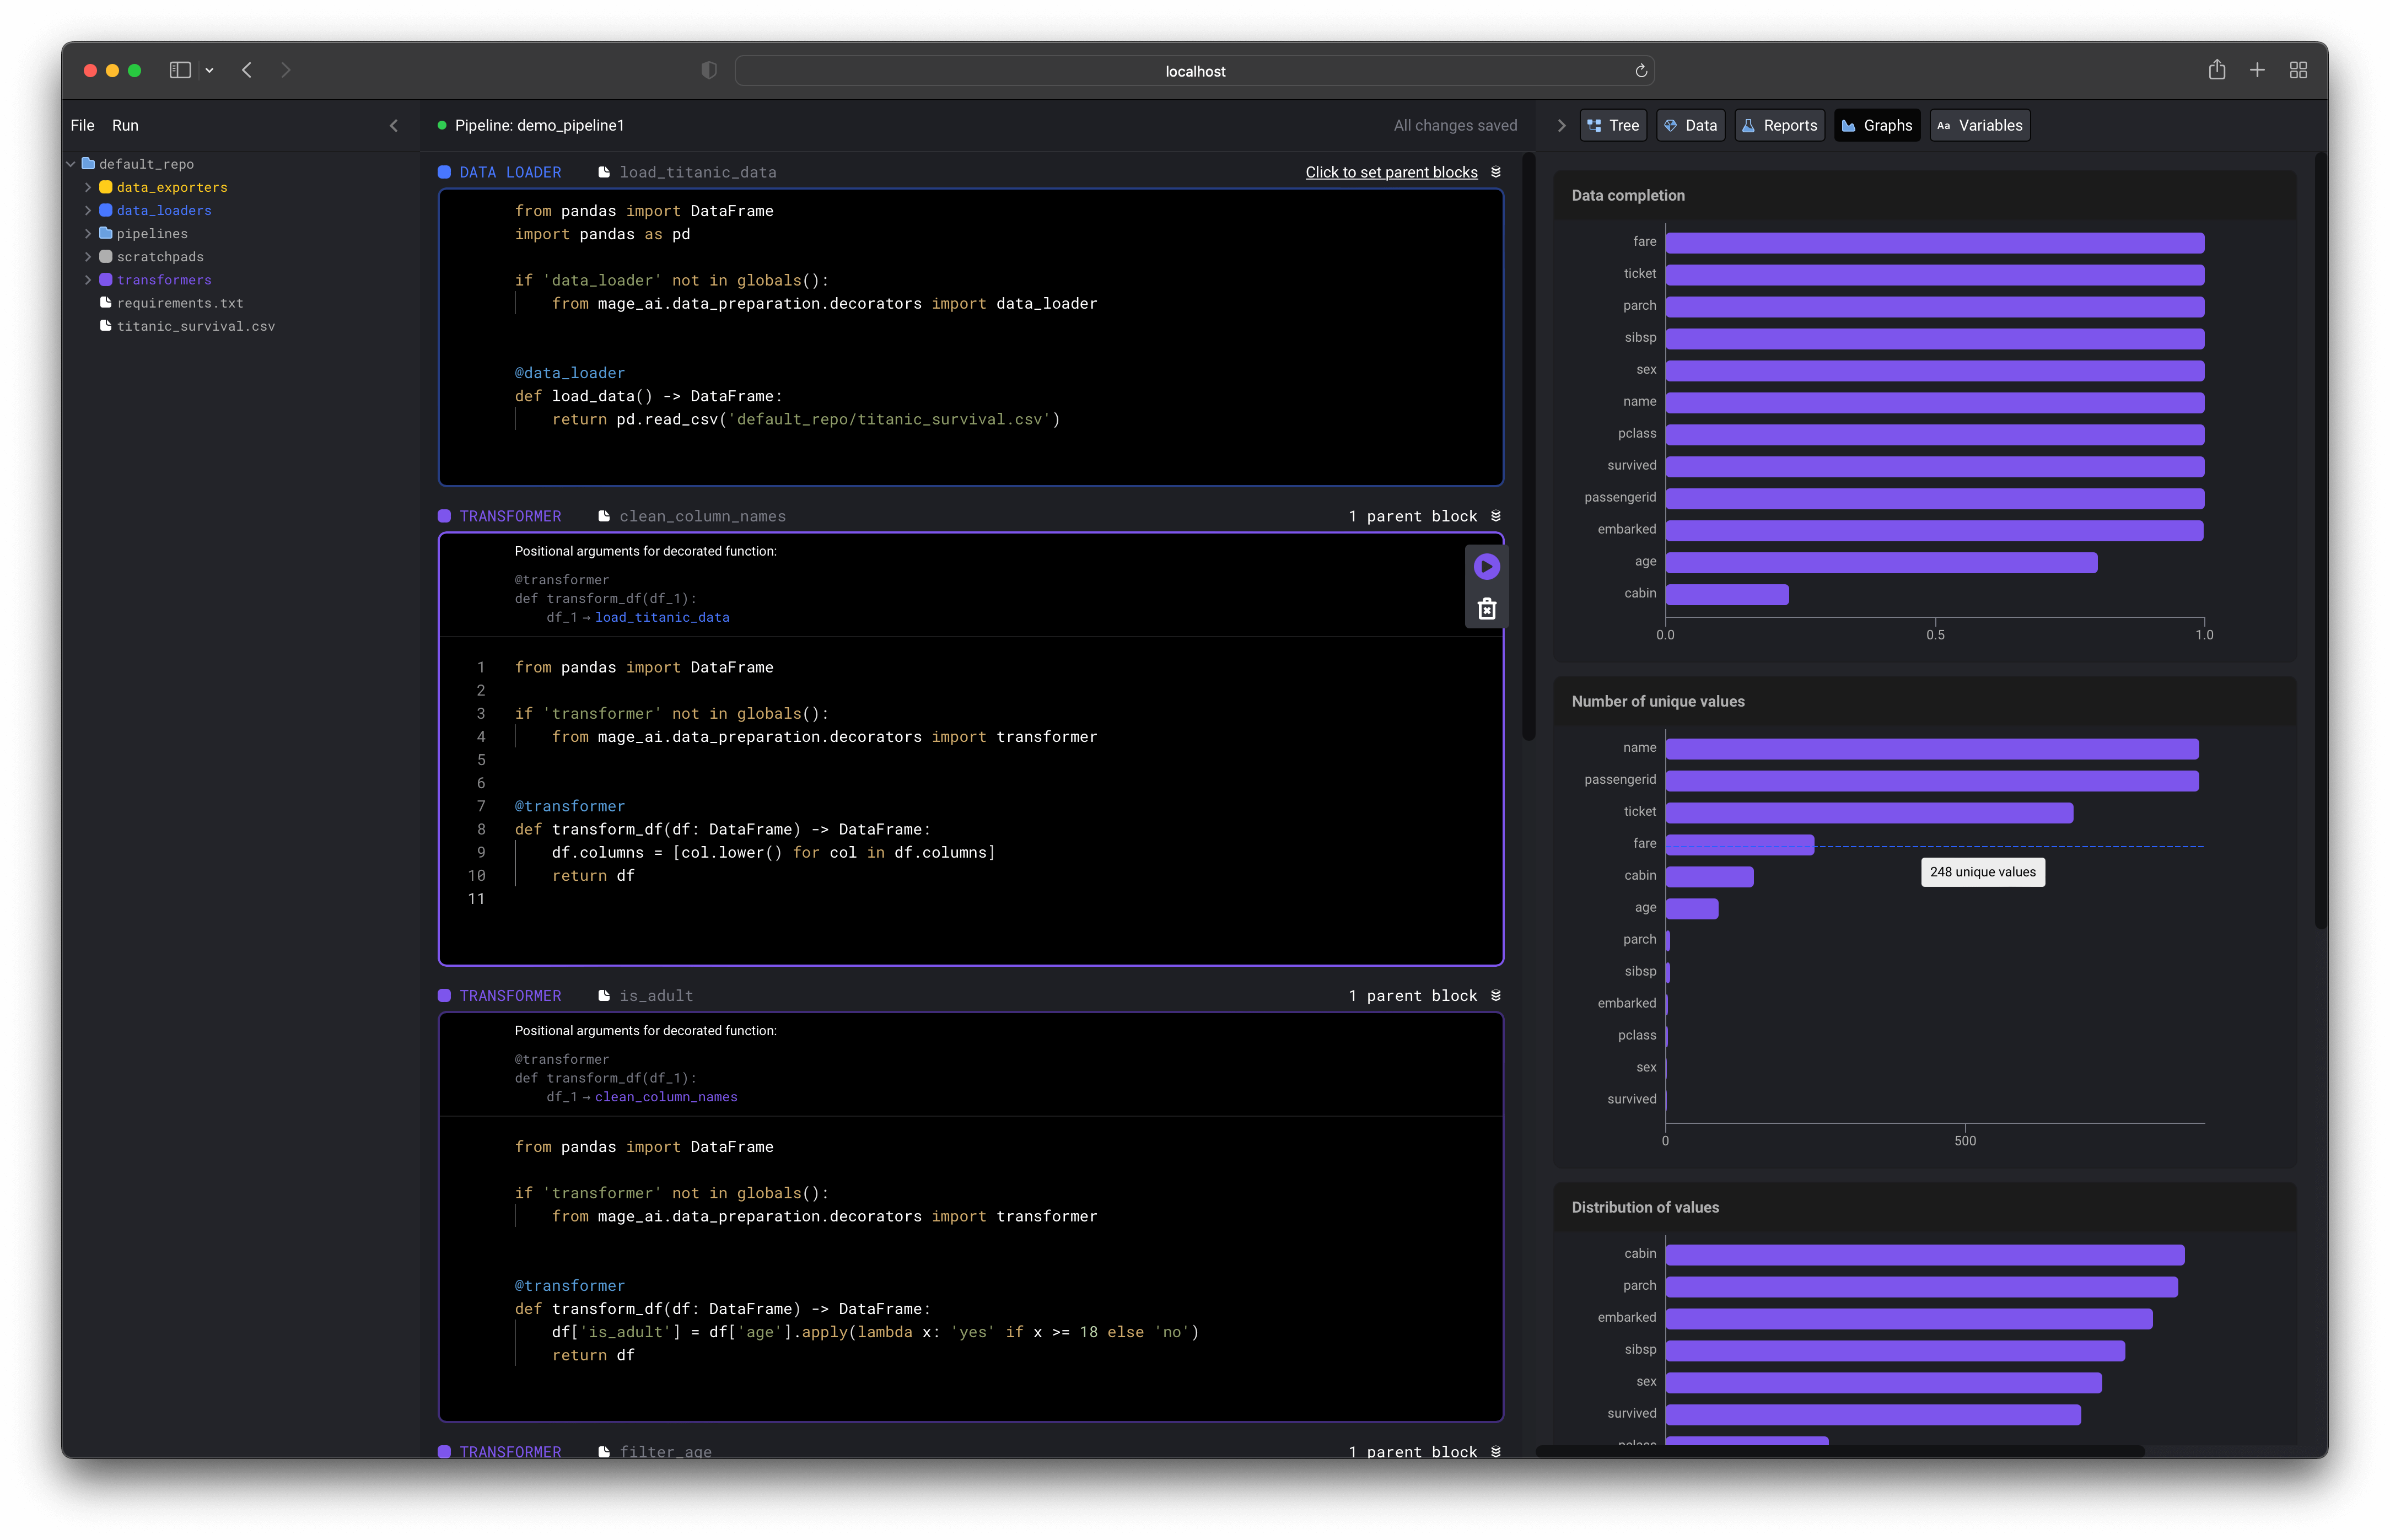 localhost
File Run
Pipeline: demo_pipeline1
All changes saved
Tree
Data
Reports
Graphs
Aa Variables
default_repo
data_exporters
data_loaders
pipelines
scratchpads
transformers
requirements.txt
titanic_survival.csv
DATA LOADER load_titanic_data Click to set parent blocks
from pandas import DataFrame
import pandas as pd
if 'data_loader' not in globals():
from mage_ai.data_preparation.decorators import data_loader
@data_loader
def load_data() -> DataFrame:
return pd.read_csv('default_repo/titanic_survival.csv')
TRANSFORMER clean_column_names 1 parent block
Positional arguments for decorated function:
@transformer
def transform_df(df_1):
df_1 → load_titanic_data
1 from pandas import DataFrame
2
3 if 'transformer' not in globals():
4 from mage_ai.data_preparation.decorators import transformer
5
6
7 @transformer
8 def transform_df(df: DataFrame) -> DataFrame:
9 df.columns = [col.lower() for col in df.columns]
10 return df
11
TRANSFORMER is_adult 1 parent block
Positional arguments for decorated function:
@transformer
def transform_df(df_1):
df_1 → clean_column_names
from pandas import DataFrame
if 'transformer' not in globals():
from mage_ai.data_preparation.decorators import transformer
@transformer
def transform_df(df: DataFrame) -> DataFrame:
df['is_adult'] = df['age'].apply(lambda x: 'yes' if x >= 18 else 'no')
return df
TRANSFORMER filter_age 1 parent block
Data completion
fare
ticket
parch
sibsp
sex
name
pclass
survived
passengerid
embarked
age
cabin
0.0 0.5 1.0
Number of unique values
name
passengerid
ticket
fare
248 unique values
cabin
age
parch
sibsp
embarked
pclass
sex
survived
0 500
Distribution of values
cabin
parch
embarked
sibsp
sex
survived
pclass